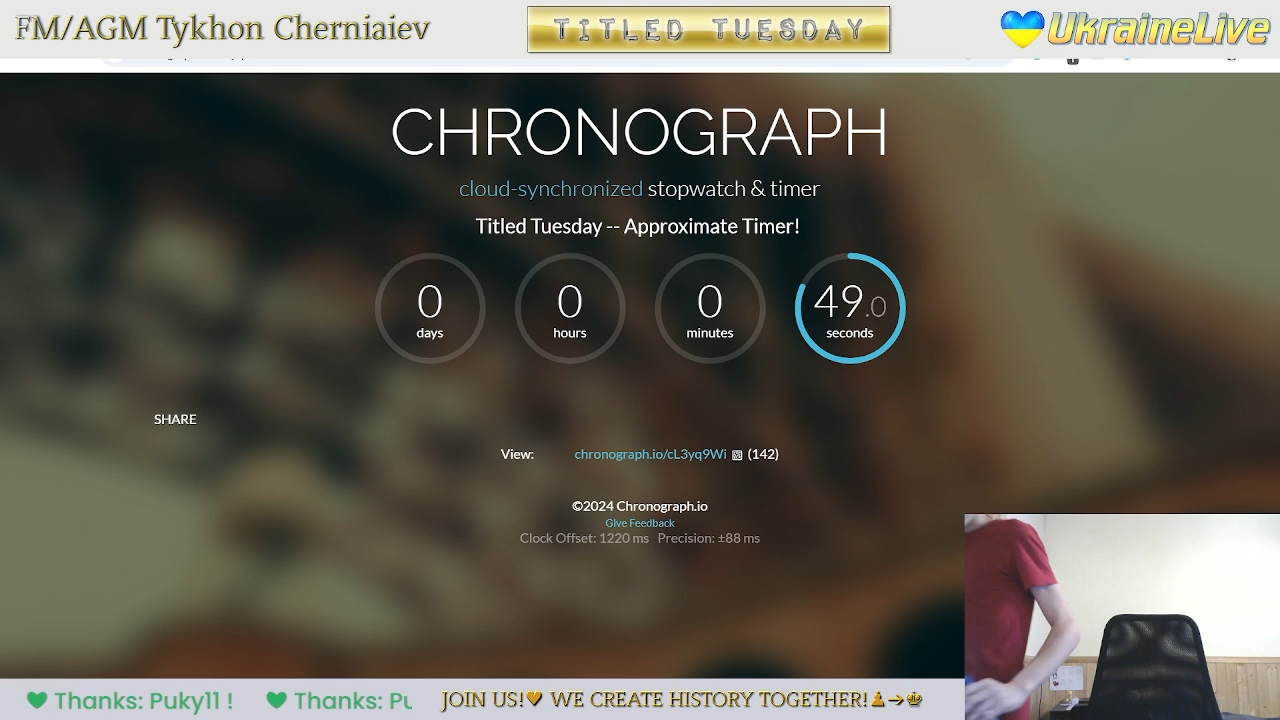 FM/AGM Tykhon Cherniaiev
TITLED TUESDAY
UkraineLive
CHRONOGRAPH
cloud-synchronized stopwatch & timer
Titled Tuesday -- Approximate Timer!
0 days
0 hours
0 minutes
49.0 seconds
SHARE
View: chronograph.io/cL3yq9Wi (142)
©2024 Chronograph.io
Give Feedback
Clock Offset: 1220 ms Precision: ±88 ms
Thanks: Puky11 ! Thanks: Pu
JOIN US!🧡 WE CREATE HISTORY TOGETHER!♟→♚